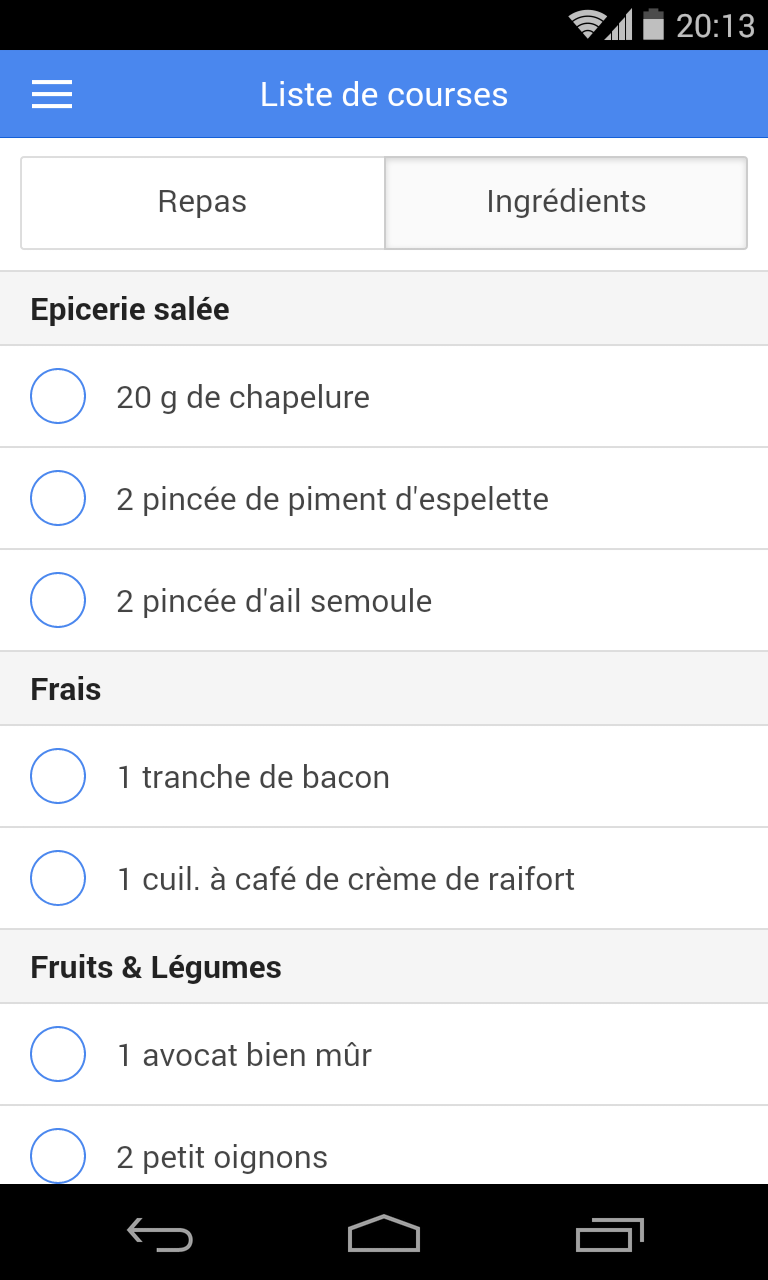 20:13
Liste de courses
Repas
Ingrédients
Epicerie salée
20 g de chapelure
2 pincée de piment d'espelette
2 pincée d'ail semoule
Frais
1 tranche de bacon
1 cuil. à café de crème de raifort
Fruits & Légumes
1 avocat bien mûr
2 petit oignons